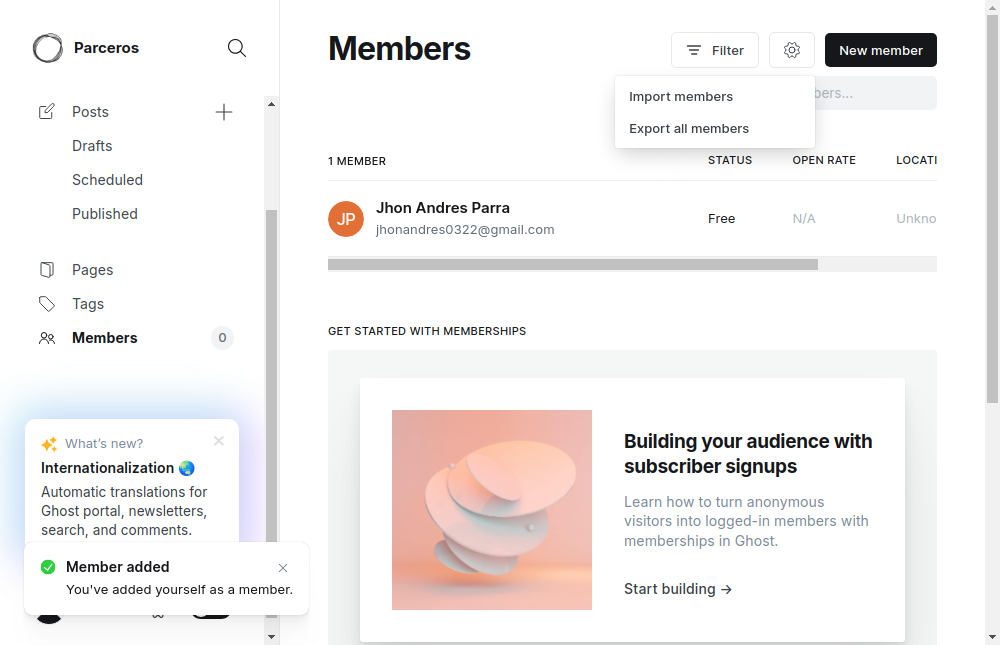 Parceros
Posts
Drafts
Scheduled
Published
Pages
Tags
Members
0
What's new?
Internationalization
Automatic translations for
Ghost portal, newsletters,
search, and comments.
Member added
You've added yourself as a member.
Members
Filter
New member
Import members
Export all members
1 MEMBER
STATUS
OPEN RATE
LOCATI
JP
Jhon Andres Parra
jhonandres0322@gmail.com
Free
N/A
Unkno
GET STARTED WITH MEMBERSHIPS
Building your audience with
subscriber signups
Learn how to turn anonymous
visitors into logged-in members with
memberships in Ghost.
Start building →